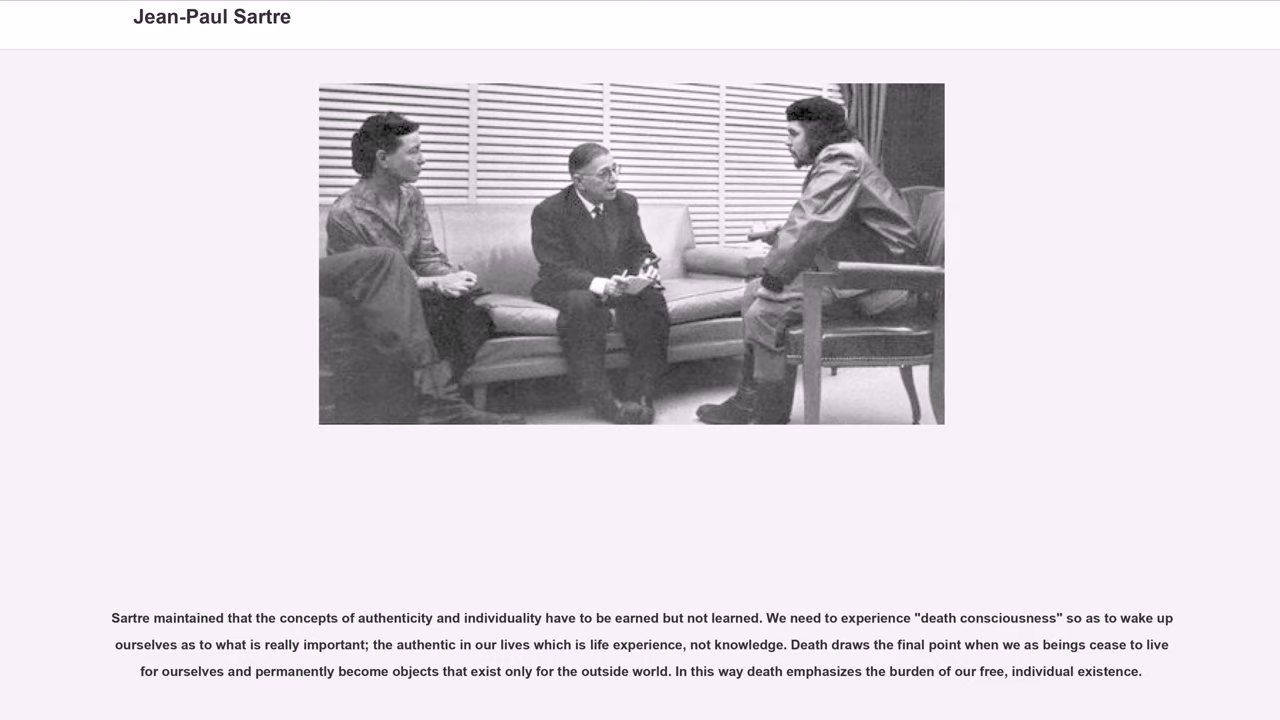 Jean-Paul Sartre
Sartre maintained that the concepts of authenticity and individuality have to be earned but not learned. We need to experience "death consciousness" so as to wake up
ourselves as to what is really important; the authentic in our lives which is life experience, not knowledge. Death draws the final point when we as beings cease to live
for ourselves and permanently become objects that exist only for the outside world. In this way death emphasizes the burden of our free, individual existence.